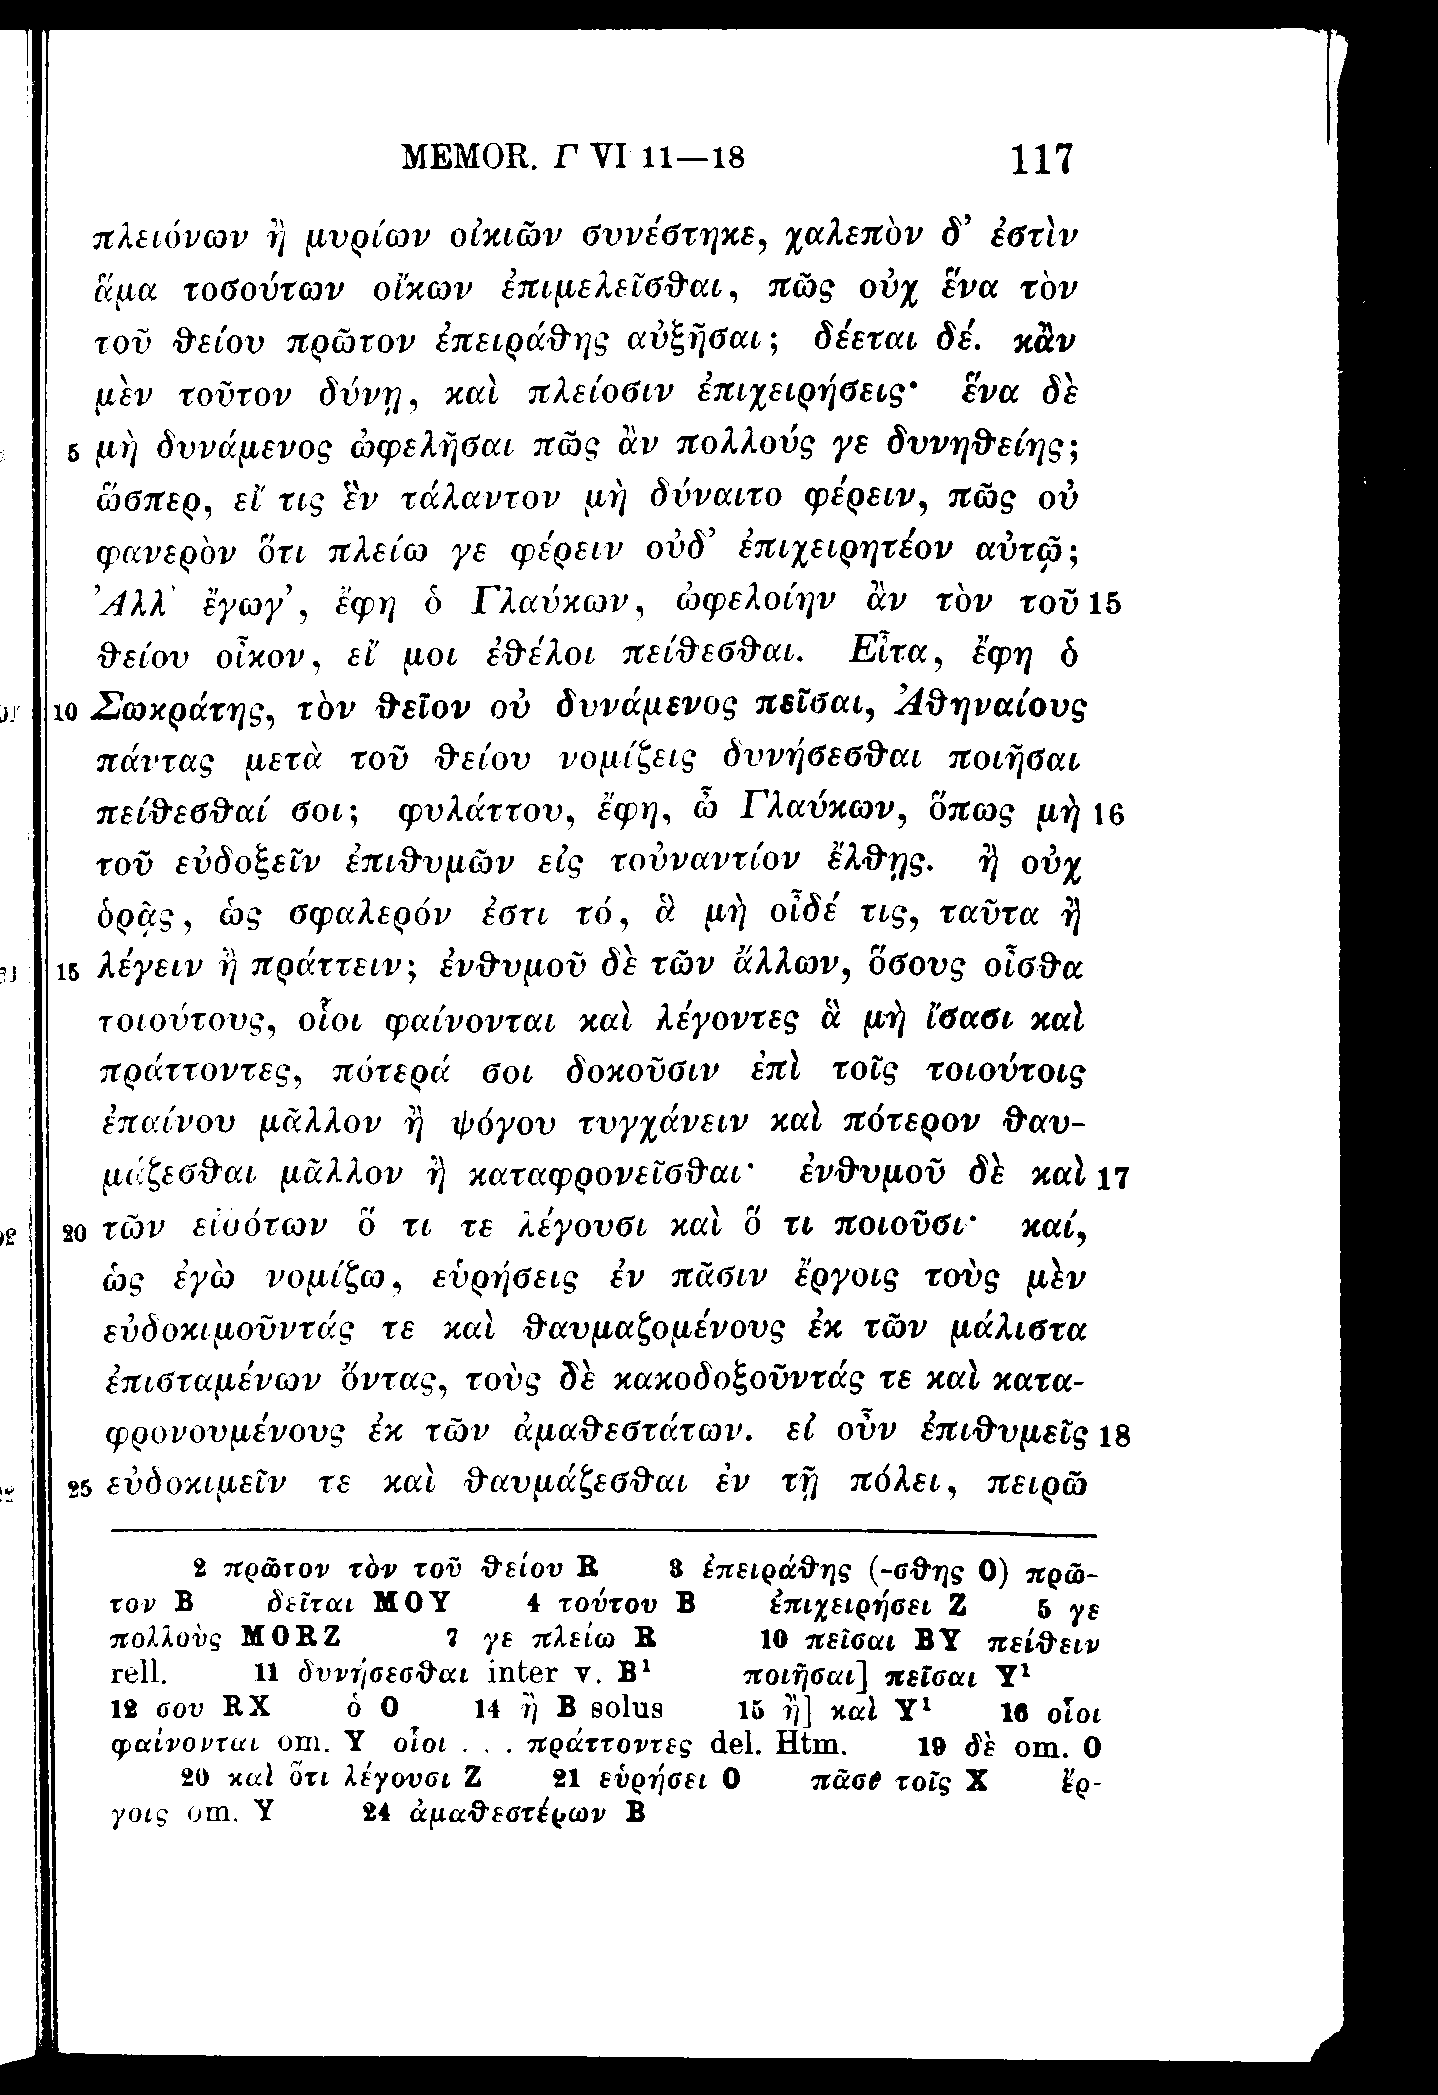 MEMOR. Γ VI 11—18 117
πλειόνων ἢ μυρίων οἰκιῶν συνέστηκε, χαλεπὸν δ’ ἐστὶν
ἅμα τοσούτων οἴκων ἐπιμελεῖσθαι, πῶς οὐχ ἕνα τὸν
τοῦ θείου πρῶτον ἐπειράθης αὐξῆσαι; δέεται δέ. κἂν
μὲν τοῦτον δύνῃ, καὶ πλείοσιν ἐπιχειρήσεις· ἕνα δὲ
5 μὴ δυνάμενος ὠφελῆσαι πῶς ἂν πολλούς γε δυνηθείης;
ὥσπερ, εἴ τις ἓν τάλαντον μὴ δύναιτο φέρειν, πῶς οὐ
φανερὸν ὅτι πλείω γε φέρειν οὐδ’ ἐπιχειρητέον αὐτῷ;
Ἀλλ’ ἔγωγ’, ἔφη ὁ Γλαύκων, ὠφελοίην ἂν τὸν τοῦ 15
θείου οἶκον, εἴ μοι ἐθέλοι πείθεσθαι. Εἶτα, ἔφη ὁ
10 Σωκράτης, τὸν θεῖον οὐ δυνάμενος πεῖσαι, Ἀθηναίους
πάντας μετὰ τοῦ θείου νομίζεις δυνήσεσθαι ποιῆσαι
πείθεσθαί σοι; φυλάττου, ἔφη, ὦ Γλαύκων, ὅπως μὴ 16
τοῦ εὐδοξεῖν ἐπιθυμῶν εἰς τοὐναντίον ἔλθῃς. ἢ οὐχ
ὁρᾷς, ὡς σφαλερόν ἐστι τό, ἃ μὴ οἶδέ τις, ταῦτα ἢ
15 λέγειν ἢ πράττειν; ἐνθυμοῦ δὲ τῶν ἄλλων, ὅσους οἶσθα
τοιούτους, οἷοι φαίνονται καὶ λέγοντες ἃ μὴ ἴσασι καὶ
πράττοντες, πότερά σοι δοκοῦσιν ἐπὶ τοῖς τοιούτοις
ἐπαίνου μᾶλλον ἢ ψόγου τυγχάνειν καὶ πότερον θαυ-
μάζεσθαι μᾶλλον ἢ καταφρονεῖσθαι· ἐνθυμοῦ δὲ καὶ 17
20 τῶν εἰδότων ὅ τι τε λέγουσι καὶ ὅ τι ποιοῦσι· καί,
ὡς ἐγὼ νομίζω, εὑρήσεις ἐν πᾶσιν ἔργοις τοὺς μὲν
εὐδοκιμοῦντάς τε καὶ θαυμαζομένους ἐκ τῶν μάλιστα
ἐπισταμένων ὄντας, τοὺς δὲ κακοδοξοῦντάς τε καὶ κατα-
φρονουμένους ἐκ τῶν ἀμαθεστάτων. εἰ οὖν ἐπιθυμεῖς 18
25 εὐδοκιμεῖν τε καὶ θαυμάζεσθαι ἐν τῇ πόλει, πειρῶ
2 πρῶτον τὸν τοῦ θείου R 3 ἐπειράθης (-σθης O) πρῶ-
τον B δεῖται MOY 4 τούτου B ἐπιχειρήσει Z 5 γε
πολλοὺς MORZ 7 γε πλείω R 10 πεῖσαι BY πείθειν
rell. 11 δυνήσεσθαι inter v. B¹ ποιῆσαι] πεῖσαι Y¹
12 σου RX ὁ O 14 ἢ B solus 15 ἢ] καὶ Y¹ 16 οἷοι
φαίνονται om. Y οἷοι . . . πράττοντες del. Htm. 19 δὲ om. O
20 καὶ ὅτι λέγουσι Z 21 εὑρήσει O πᾶσι τοῖς X ἔρ-
γοις om. Y 24 ἀμαθεστέρων B